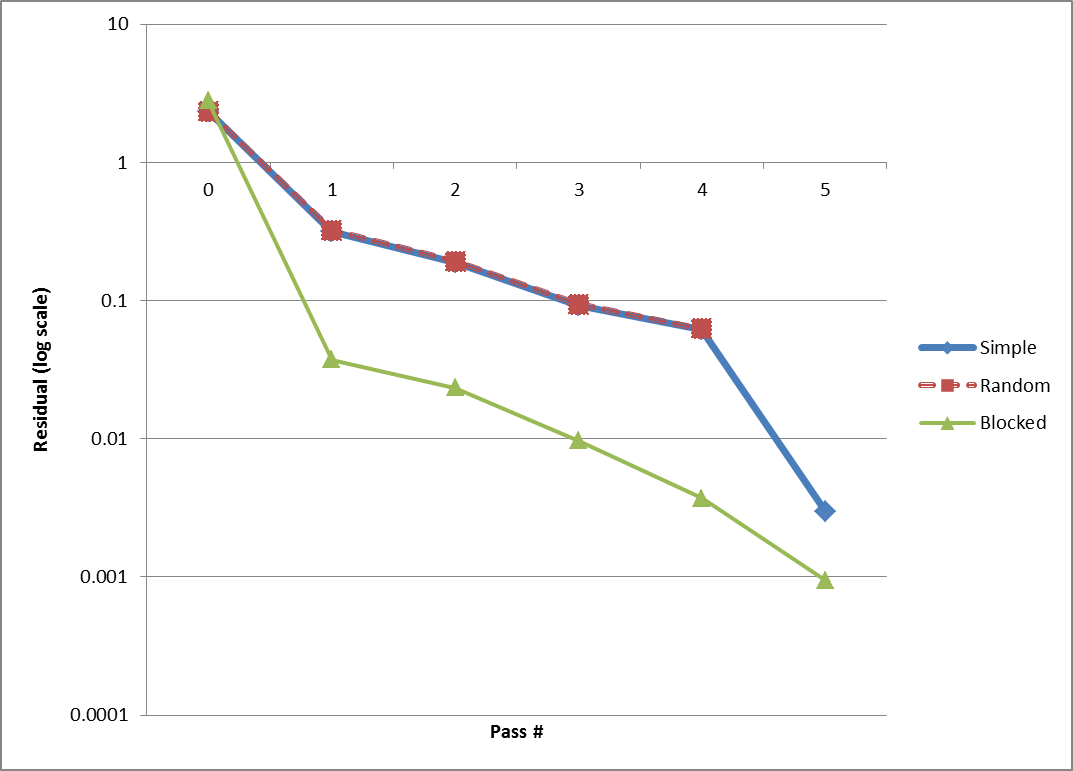 10
1
0 1 2 3 4 5
0.1
0.01
0.001
0.0001
Residual (log scale)
Pass #
Simple
Random
Blocked